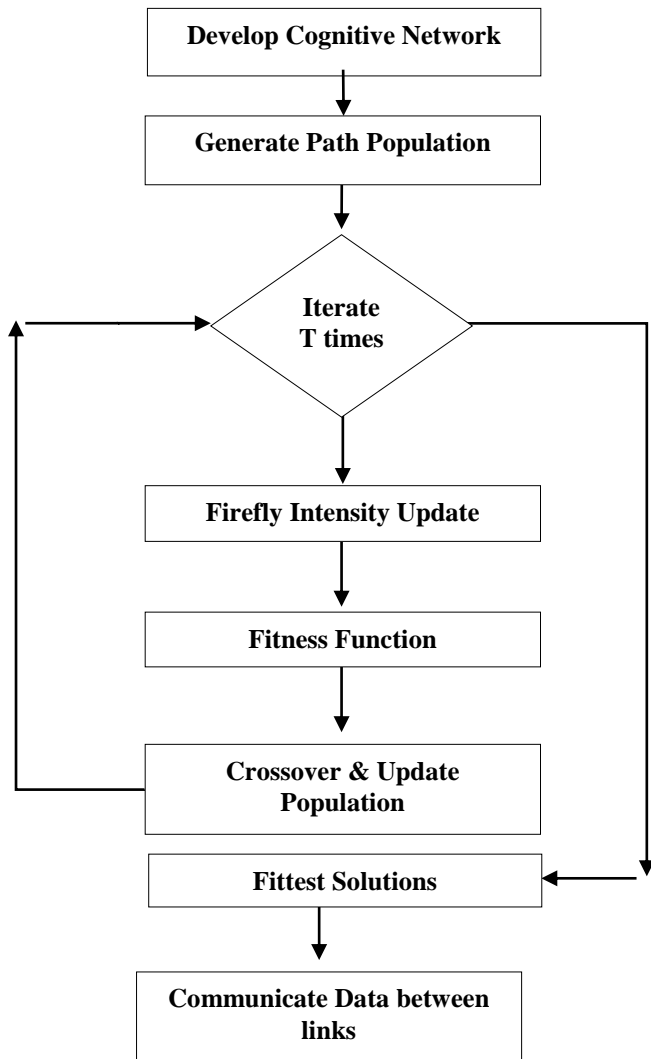 Develop Cognitive Network
Generate Path Population
Iterate
T times
Firefly Intensity Update
Fitness Function
Crossover & Update
Population
Fittest Solutions
Communicate Data between
links